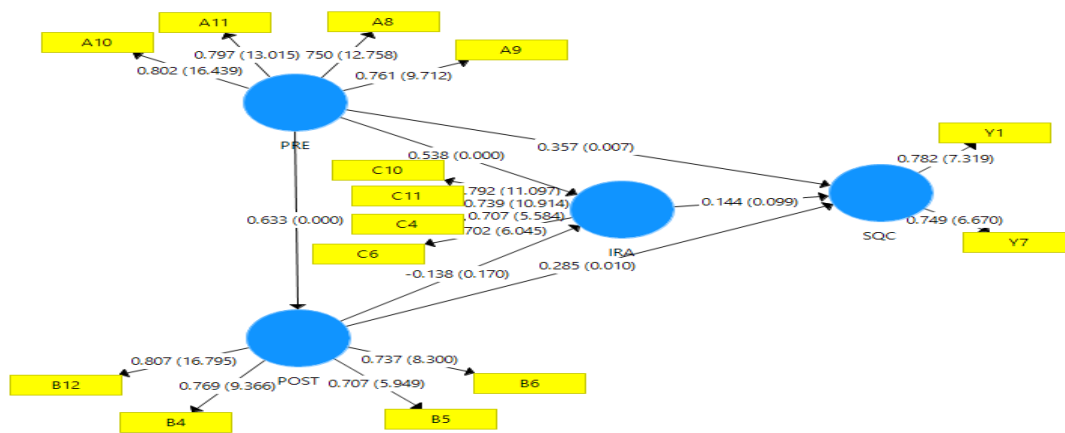 A11
A8
A10
A9
0.797 (13.015)
750 (12.758)
0.802 (16.439)
0.761 (9.712)
PRE
Y1
0.357 (0.007)
0.538 (0.000)
0.782 (7.319)
C10
.792 (11.097)
C11
0.739 (10.914)
0.144 (0.099)
C4
0.707 (5.584)
0.633 (0.000)
702 (6.045)
0.749 (6.670)
SQC
Y7
C6
IRA
-0.138 (0.170)
0.285 (0.010)
0.807 (16.795)
0.737 (8.300)
POST
B12
0.769 (9.366)
0.707 (5.949)
B6
B4
B5